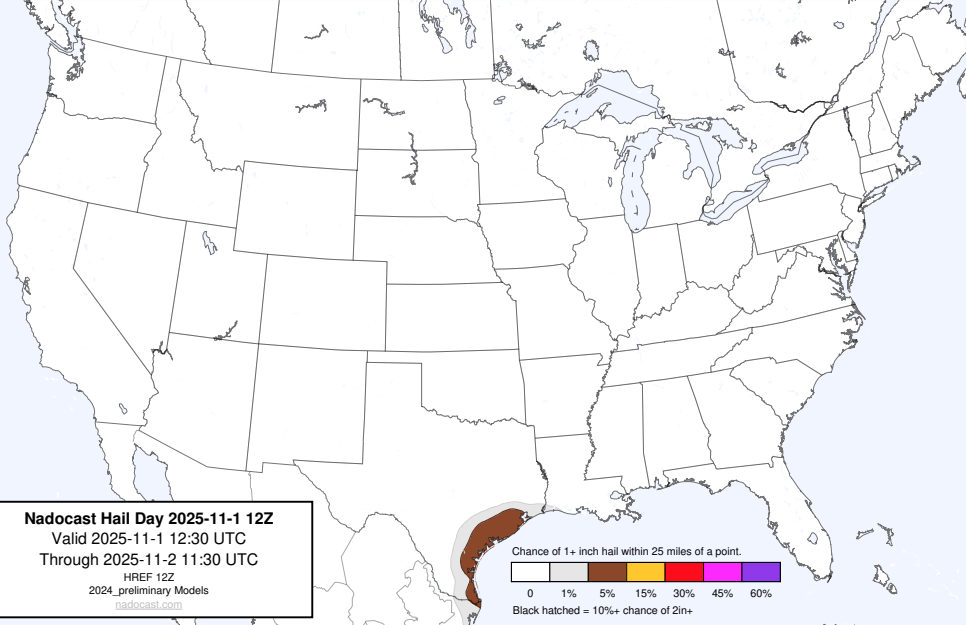 Nadocast Hail Day 2025-11-1 12Z
Valid 2025-11-1 12:30 UTC
Through 2025-11-2 11:30 UTC
HREF 12Z
2024_preliminary Models
nadocast.com
Chance of 1+ inch hail within 25 miles of a point.
0 1% 5% 15% 30% 45% 60%
Black hatched = 10%+ chance of 2in+